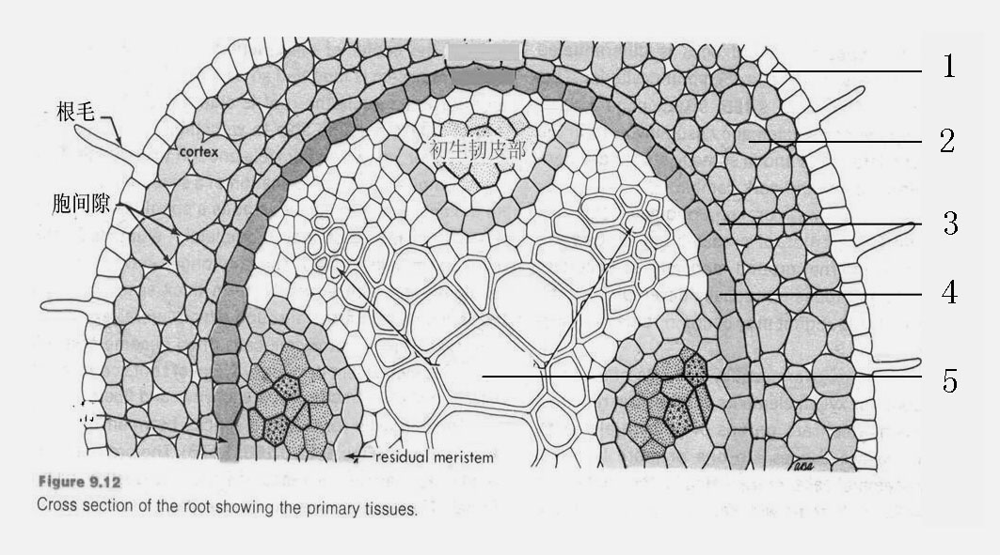 1
根毛
2
cortex
初生韧皮部
胞间隙
3
4
5
residual meristem
Figure 9.12
Cross section of the root showing the primary tissues.